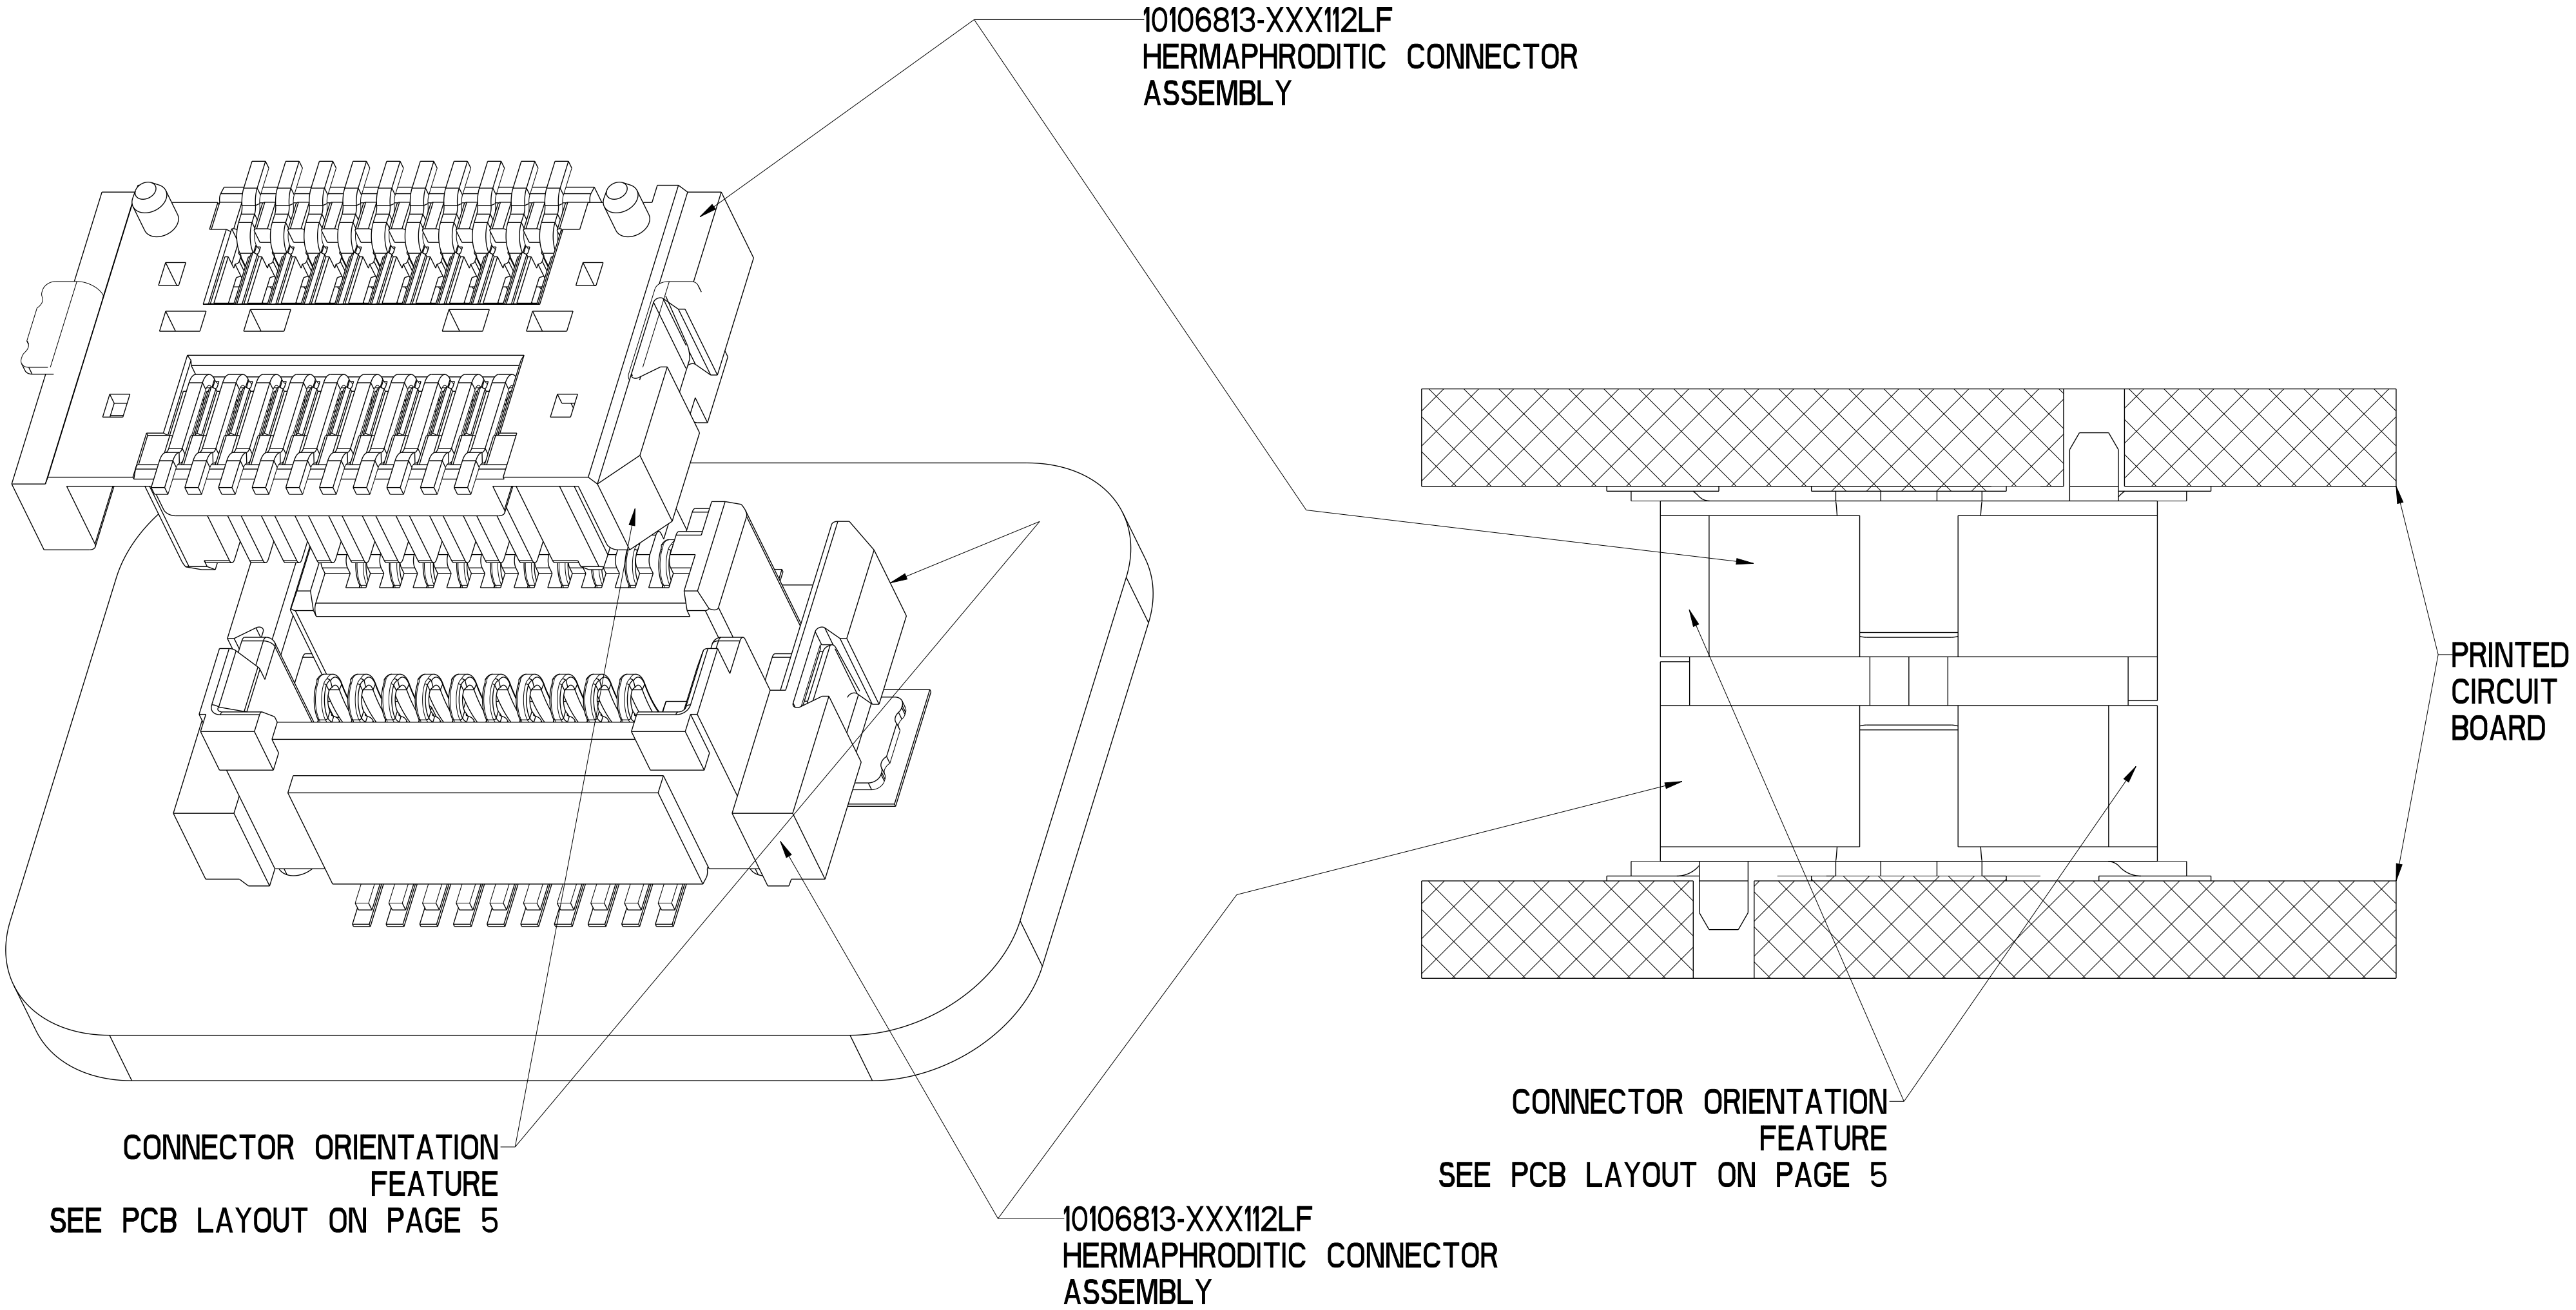 10106813-XXX112LF
HERMAPHRODITIC CONNECTOR
ASSEMBLY
PRINTED
CIRCUIT
BOARD
CONNECTOR ORIENTATION
FEATURE
SEE PCB LAYOUT ON PAGE 5
CONNECTOR ORIENTATION
FEATURE
SEE PCB LAYOUT ON PAGE 5
10106813-XXX112LF
HERMAPHRODITIC CONNECTOR
ASSEMBLY